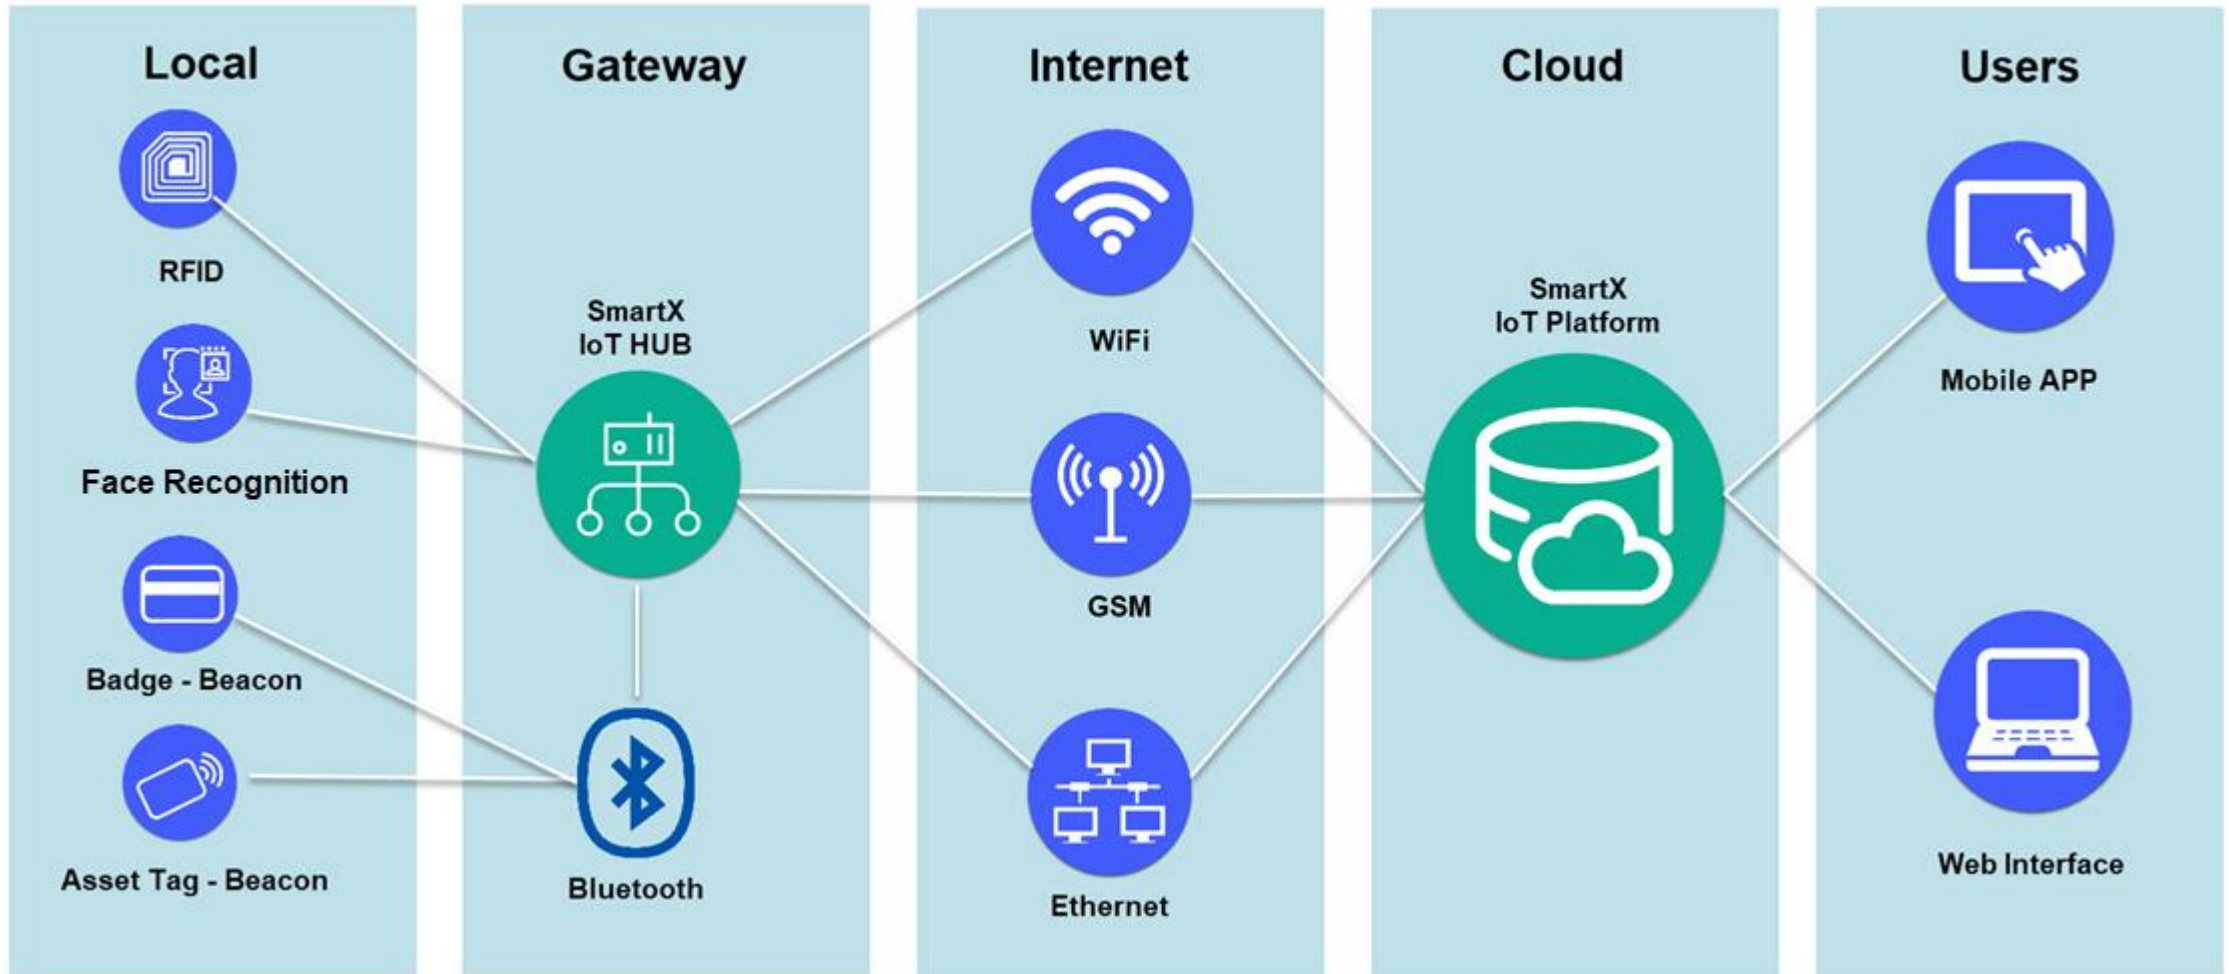 Local
RFID
Face Recognition
Badge - Beacon
Asset Tag - Beacon
Gateway
SmartX
IoT HUB
Bluetooth
Internet
WiFi
GSM
Ethernet
Cloud
SmartX
IoT Platform
Users
Mobile APP
Web Interface